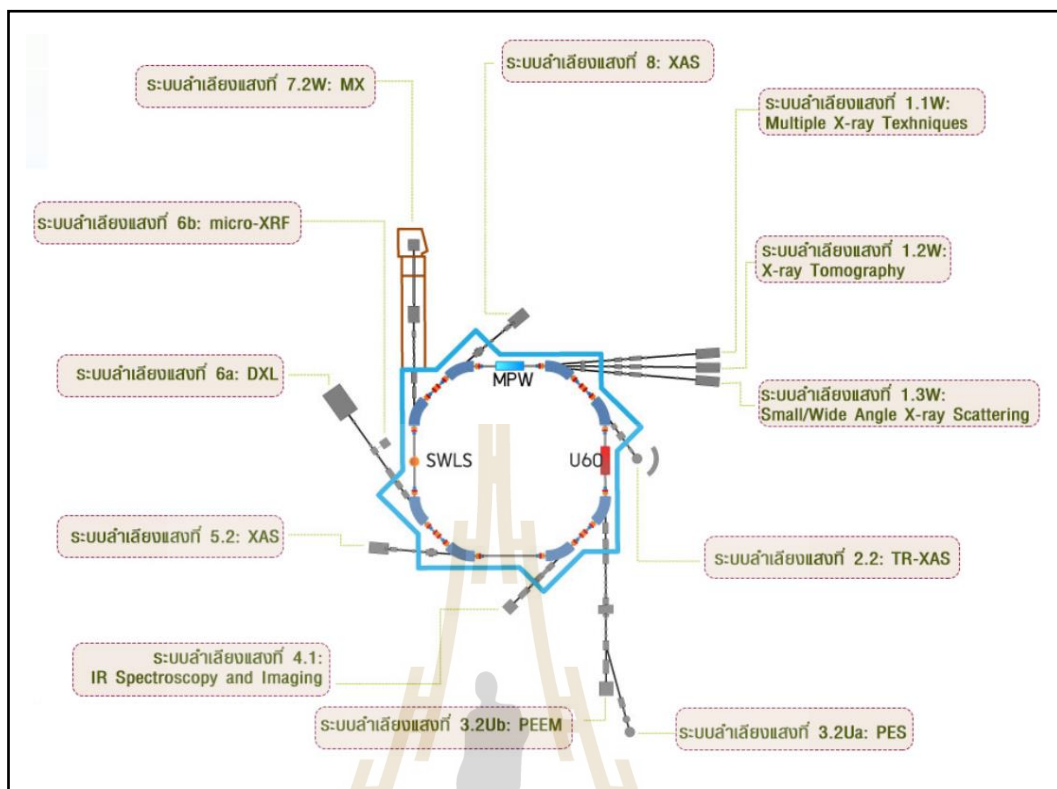 ระบบลำเลียงแสงที่ 8: XAS
ระบบลำเลียงแสงที่ 7.2W: MX
ระบบลำเลียงแสงที่ 1.1W:
Multiple X-ray Texhniques
ระบบลำเลียงแสงที่ 6b: micro-XRF
ระบบลำเลียงแสงที่ 1.2W:
X-ray Tomography
ระบบลำเลียงแสงที่ 6a: DXL
MPW
ระบบลำเลียงแสงที่ 1.3W:
Small/Wide Angle X-ray Scattering
SWLS
U60
ระบบลำเลียงแสงที่ 5.2: XAS
ระบบลำเลียงแสงที่ 2.2: TR-XAS
ระบบลำเลียงแสงที่ 4.1:
IR Spectroscopy and Imaging
ระบบลำเลียงแสงที่ 3.2Ub: PEEM
ระบบลำเลียงแสงที่ 3.2Ua: PES